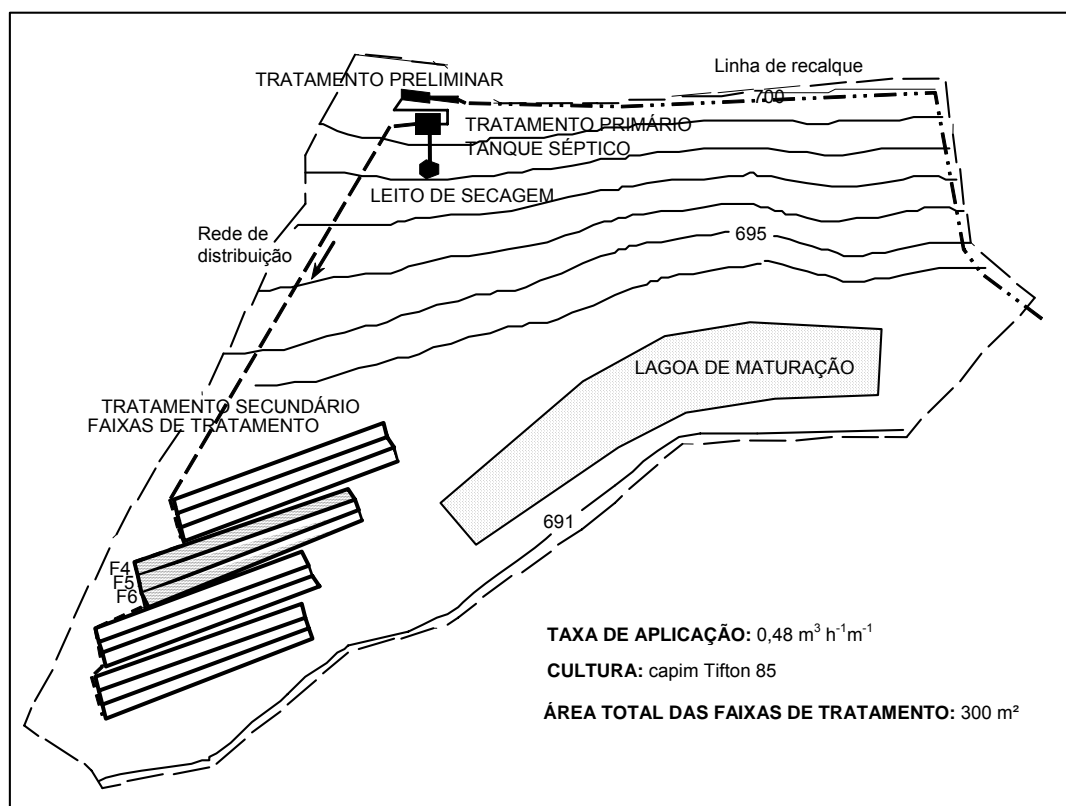 TRATAMENTO PRELIMINAR
Linha de recalque
700
TRATAMENTO PRIMÁRIO
TANQUE SÉPTICO
LEITO DE SECAGEM
Rede de
distribuição
695
LAGOA DE MATURAÇÃO
TRATAMENTO SECUNDÁRIO
FAIXAS DE TRATAMENTO
691
F4
F5
F6
TAXA DE APLICAÇÃO: 0,48 m³ h⁻¹m⁻¹
CULTURA: capim Tifton 85
ÁREA TOTAL DAS FAIXAS DE TRATAMENTO: 300 m²